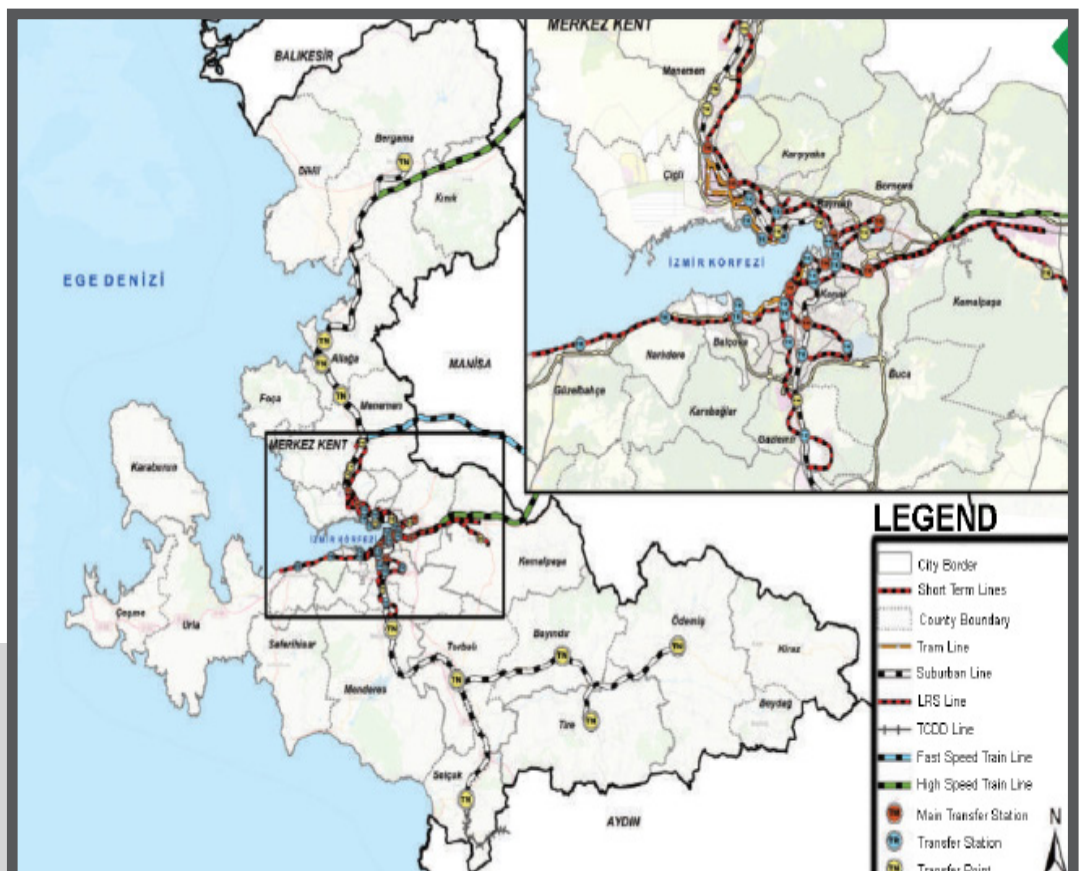 BALIKESİR
Bergama
Dikili
Kınık
EGE DENİZİ
Aliağa
MANİSA
Foça
Menemen
MERKEZ KENT
Karaburun
İZMİR KÖRFEZİ
Kemalpaşa
Çeşme
Urla
Seferihisar
Menderes
Torbalı
Bayındır
Ödemiş
Kiraz
Tire
Beydağ
Selçuk
AYDIN
MERKEZ KENT
Menemen
Karşıyaka
Çiğli
Bornova
Bayraklı
İZMİR KÖRFEZİ
Konak
Kemalpaşa
Narlıdere
Balçova
Güzelbahçe
Karabağlar
Buca
Gaziemir
LEGEND
City Border
Short Term Lines
County Boundary
Tram Line
Suburban Line
LRS Line
TCDD Line
Fast Speed Train Line
High Speed Train Line
TM Main Transfer Station
Transfer Station
Transfer Point
N